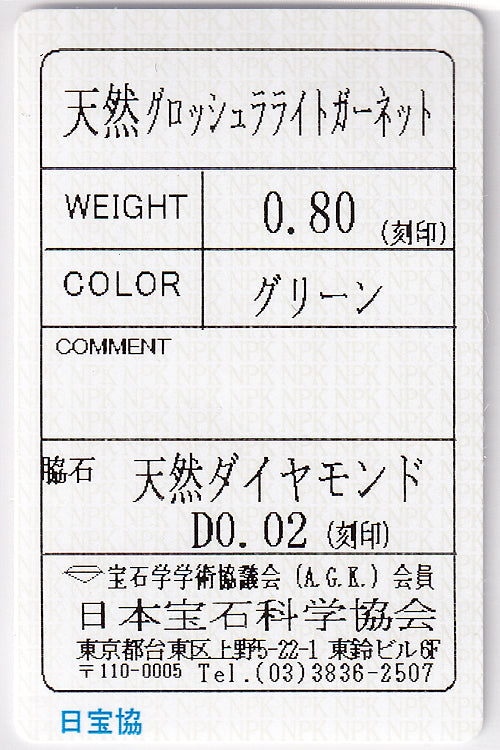 天然グロッシュラライトガーネット
WEIGHT 0.80 (刻印)
COLOR グリーン
COMMENT
脇石 天然ダイヤモンド
D0.02 (刻印)
宝石学学術協議会 (A.G.K.) 会員
日本宝石科学協会
東京都台東区上野5-22-1 東鈴ビル6F
〒110-0005 Tel.(03)3836-2507
日宝協